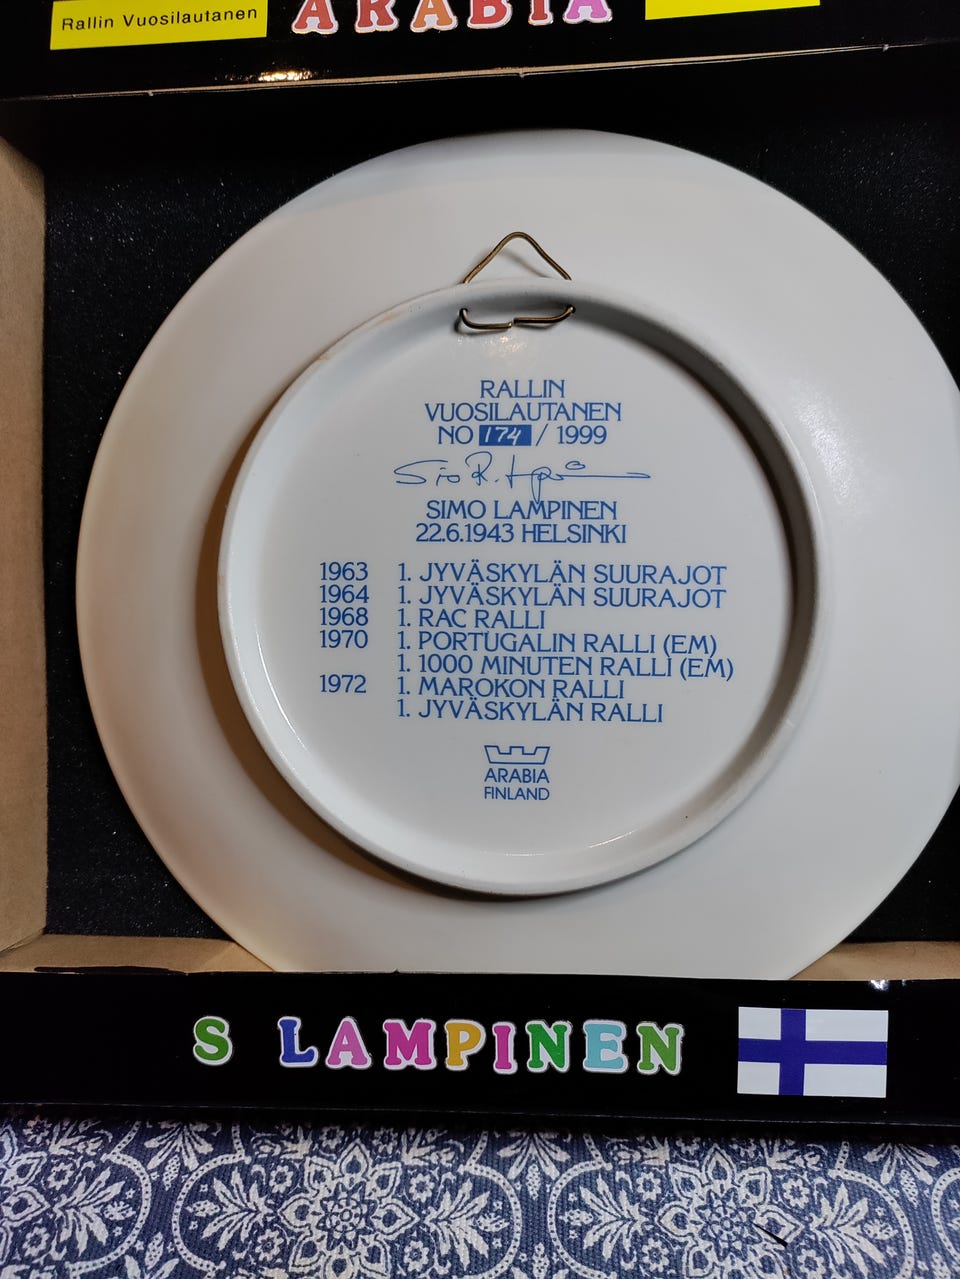 Rallin Vuosilautanen
ARABIA
RALLIN
VUOSILAUTANEN
NO 174 / 1999
SIMO LAMPINEN
22.6.1943 HELSINKI
1963 1. JYVÄSKYLÄN SUURAJOT
1964 1. JYVÄSKYLÄN SUURAJOT
1968 1. RAC RALLI
1970 1. PORTUGALIN RALLI (EM)
1. 1000 MINUTEN RALLI (EM)
1972 1. MAROKON RALLI
1. JYVÄSKYLÄN RALLI
ARABIA
FINLAND
S LAMPINEN